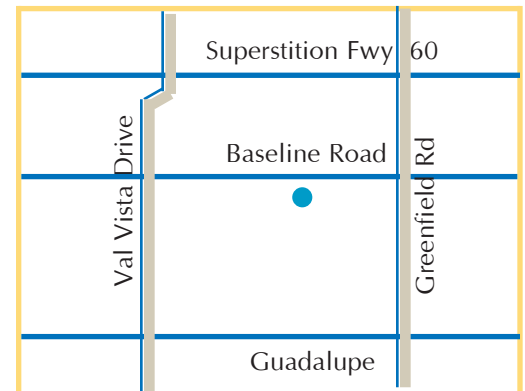 Superstition Fwy 60
Baseline Road
Val Vista Drive
Greenfield Rd
Guadalupe